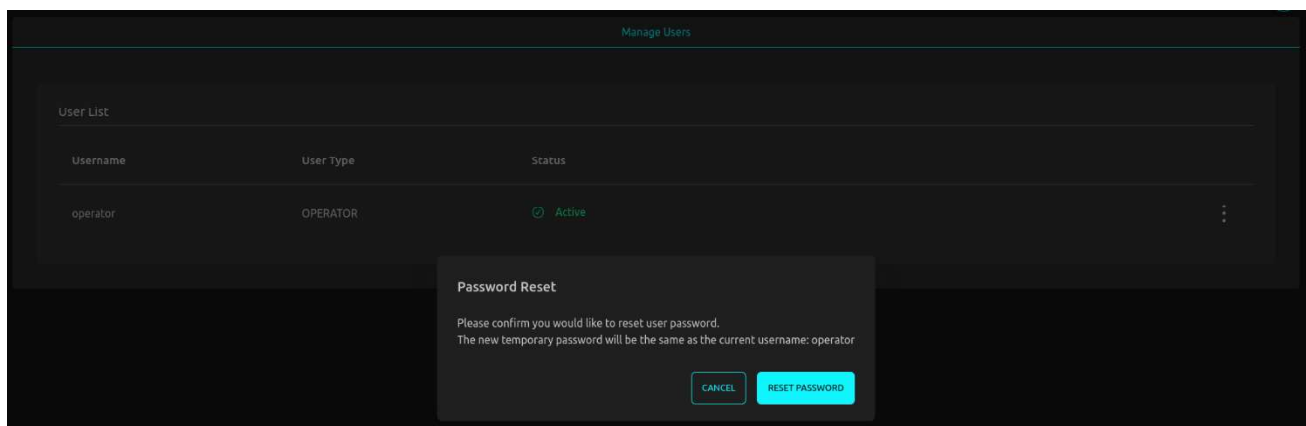 Manage Users
User List
Username User Type Status
operator OPERATOR Active
Password Reset
Please confirm you would like to reset user password.
The new temporary password will be the same as the current username: operator
CANCEL RESET PASSWORD